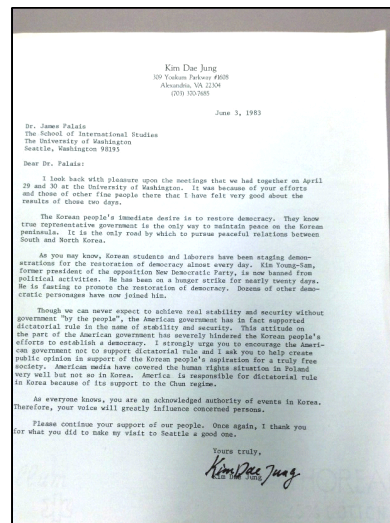 Kim Dae Jung
509 Yoakum Parkway #1608
Alexandria, VA 22304
(703) 370-7685
June 3, 1983
Dr. James Palais
The School of International Studies
The University of Washington
Seattle, Washington 98195
Dear Dr. Palais:
I look back with pleasure upon the meetings that we had together on April
29 and 30 at the University of Washington. It was because of your efforts
and those of other fine people there that I have felt very good about the
results of those two days.
The Korean people's immediate desire is to restore democracy. They know
true representative government is the only way to maintain peace on the Korean
peninsula. It is the only road by which to pursue peaceful relations between
South and North Korea.
As you may know, Korean students and laborers have been staging demon-
strations for the restoration of democracy almost every day. Kim Young-Sam,
former president of the opposition New Democratic Party, is now banned from
political activities. He has been on a hunger strike for nearly twenty days.
He is fasting to promote the restoration of democracy. Dozens of other demo-
cratic personages have now joined him.
Though we can never expect to achieve real stability and security without
government "by the people", the American government has in fact supported
dictatorial rule in the name of stability and security. This attitude on
the part of the American government has severely hindered the Korean people's
efforts to establish a democracy. I strongly urge you to encourage the Ameri-
can government not to support dictatorial rule and I ask you to help create
public opinion in support of the Korean people's aspiration for a truly free
society. American media have covered the human rights situation in Poland
very well but not so in Korea. America is responsible for dictatorial rule
in Korea because of its support to the Chun regime.
As everyone knows, you are an acknowledged authority of events in Korea.
Therefore, your voice will greatly influence concerned persons.
Please continue your support of our people. Once again, I thank you
for what you did to make my visit to Seattle a good one.
Yours truly,
Kim Dae Jung
Kim Dae Jung